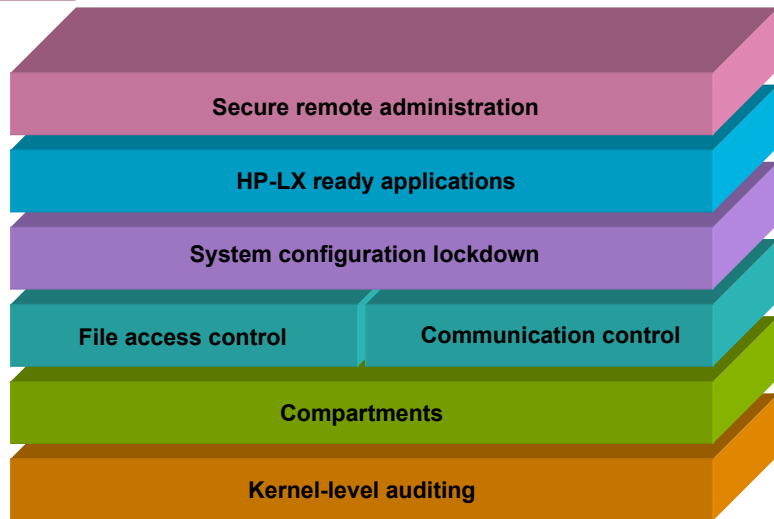 Secure remote administration
HP-LX ready applications
System configuration lockdown
File access control
Communication control
Compartments
Kernel-level auditing